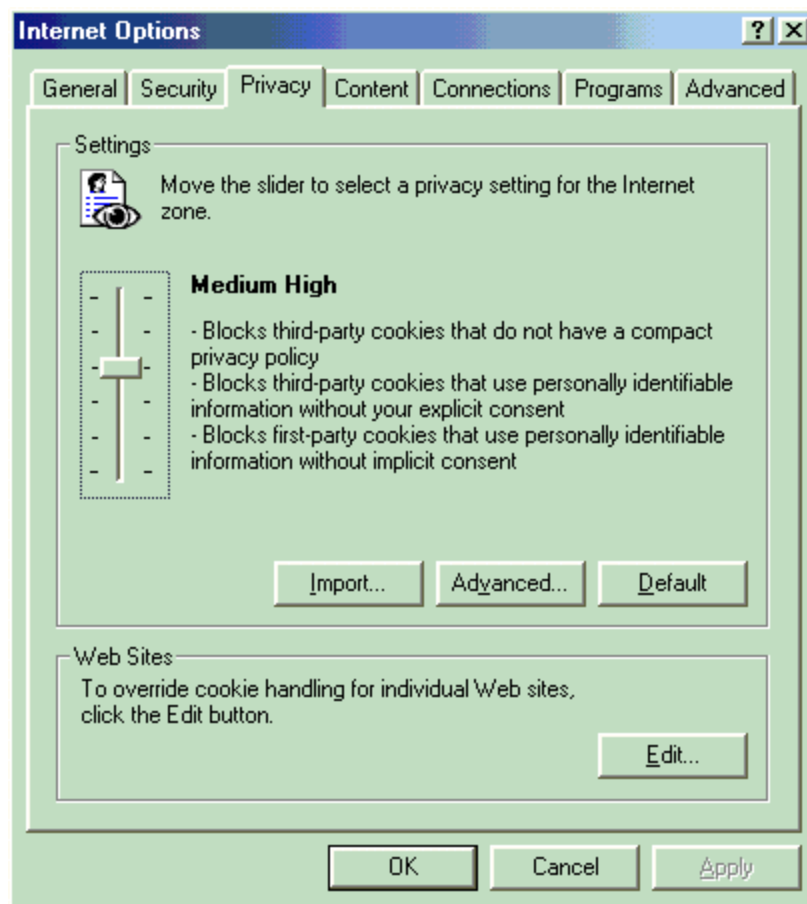 Internet Options
General Security Privacy Content Connections Programs Advanced
Settings
Move the slider to select a privacy setting for the Internet
zone.
Medium High
- Blocks third-party cookies that do not have a compact
privacy policy
- Blocks third-party cookies that use personally identifiable
information without your explicit consent
- Blocks first-party cookies that use personally identifiable
information without implicit consent
Import... Advanced... Default
Web Sites
To override cookie handling for individual Web sites,
click the Edit button.
Edit...
OK Cancel Apply